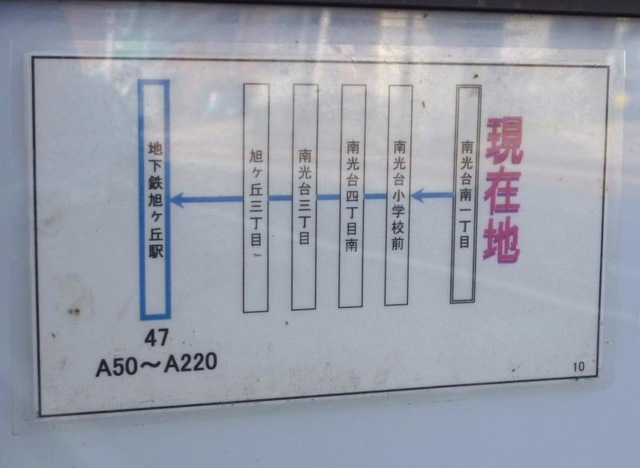 現在地
南光台南一丁目
南光台小学校前
南光台四丁目南
南光台三丁目
旭ヶ丘三丁目
地下鉄旭ヶ丘駅
47
A50～A220
10